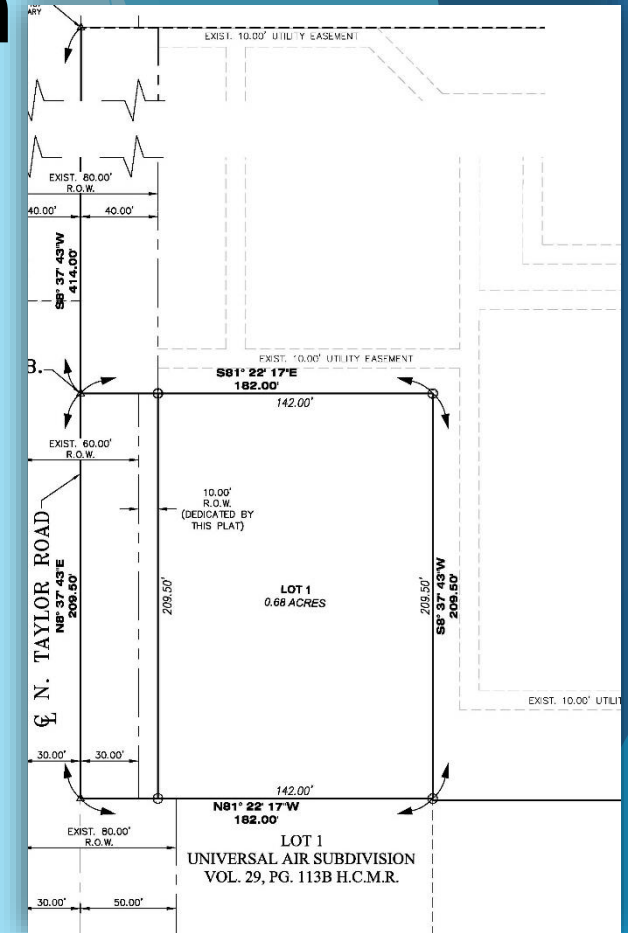 ARY
EXIST. 10.00' UTILITY EASEMENT
EXIST. 80.00'
R.O.W.
40.00'
40.00'
S8° 37' 43"W
414.00'
EXIST. 10.00' UTILITY EASEMENT
B.
S81° 22' 17"E
182.00'
142.00'
EXIST. 60.00'
R.O.W.
10.00'
R.O.W.
(DEDICATED BY
THIS PLAT)
℄ N. TAYLOR ROAD
N8° 37' 43"E
209.50'
209.50'
LOT 1
0.68 ACRES
209.50'
S8° 37' 43"W
209.50'
EXIST. 10.00' UTILI
30.00'
30.00'
142.00'
N81° 22' 17"W
182.00'
EXIST. 80.00'
R.O.W.
LOT 1
UNIVERSAL AIR SUBDIVISION
VOL. 29, PG. 113B H.C.M.R.
30.00'
50.00'